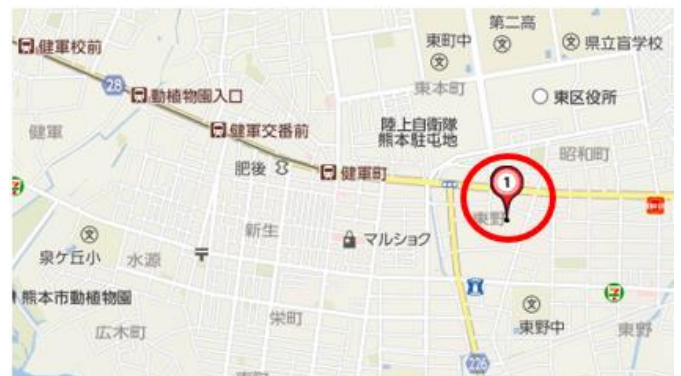 健軍校前
第二高
東町中
県立盲学校
28
動植物園入口
東本町
東区役所
健軍
健軍交番前
陸上自衛隊
熊本駐屯地
昭和町
肥後
健軍町
1
東野
新生
マルショク
泉ケ丘小
水源
熊本市動植物園
栄町
広木町
東野中
東野
226